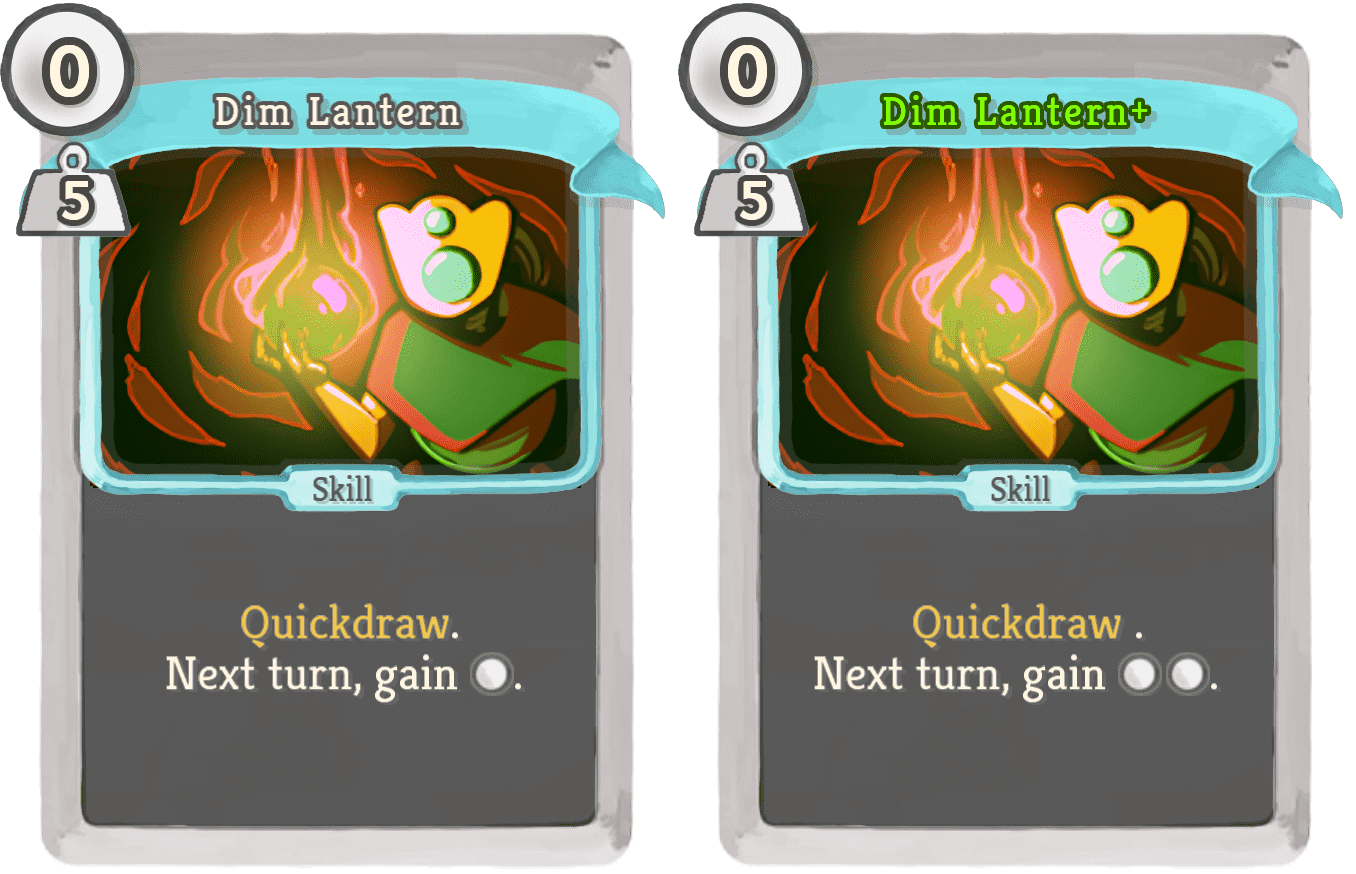 0
Dim Lantern
5
Skill
Quickdraw.
Next turn, gain .
0
Dim Lantern+
5
Skill
Quickdraw .
Next turn, gain .